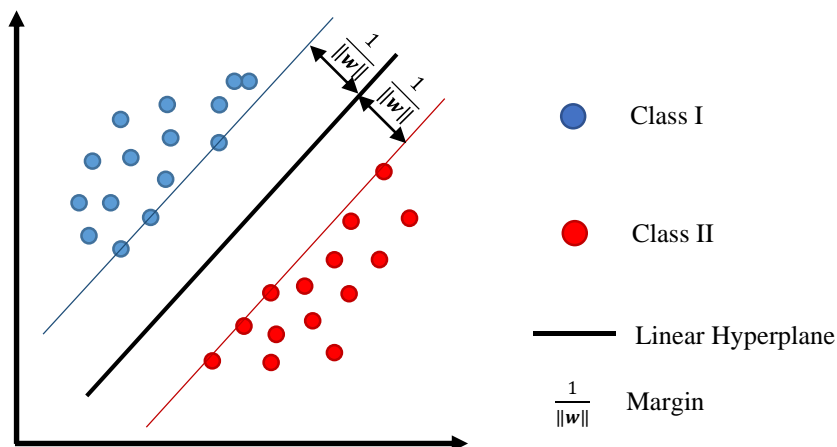 1/‖w‖
1/‖w‖
Class I
Class II
Linear Hyperplane
1/‖w‖ Margin